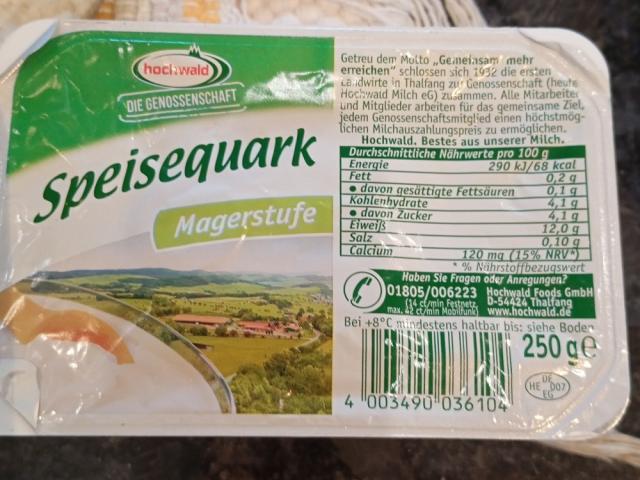 hochwald
DIE GENOSSENSCHAFT
Speisequark
Magerstufe
Getreu dem Motto „Gemeinsam mehr
erreichen“ schlossen sich 1932 die ersten
Landwirte in Thalfang zur Genossenschaft (heute
Hochwald Milch eG) zusammen. Alle Mitarbeiter
und Mitglieder arbeiten für das gemeinsame Ziel,
jedem Genossenschaftsmitglied einen höchstmög-
lichen Milchauszahlungspreis zu ermöglichen.
Hochwald. Bestes aus unserer Milch.
Durchschnittliche Nährwerte pro 100 g
Energie 290 kJ/68 kcal
Fett 0,2 g
• davon gesättigte Fettsäuren 0,1 g
Kohlenhydrate 4,1 g
• davon Zucker 4,1 g
Eiweiß 12,0 g
Salz 0,10 g
Calcium 120 mg (15% NRV*)
* % Nährstoffbezugswert
Haben Sie Fragen oder Anregungen?
01805/006223 Hochwald Foods GmbH
(14 ct/min Festnetz, D-54424 Thalfang
max. 42 ct/min Mobilfunk) www.hochwald.de
Bei +8°C mindestens haltbar bis: siehe Boden
250 g e
DE
HE 007
EG
4 003490 036104